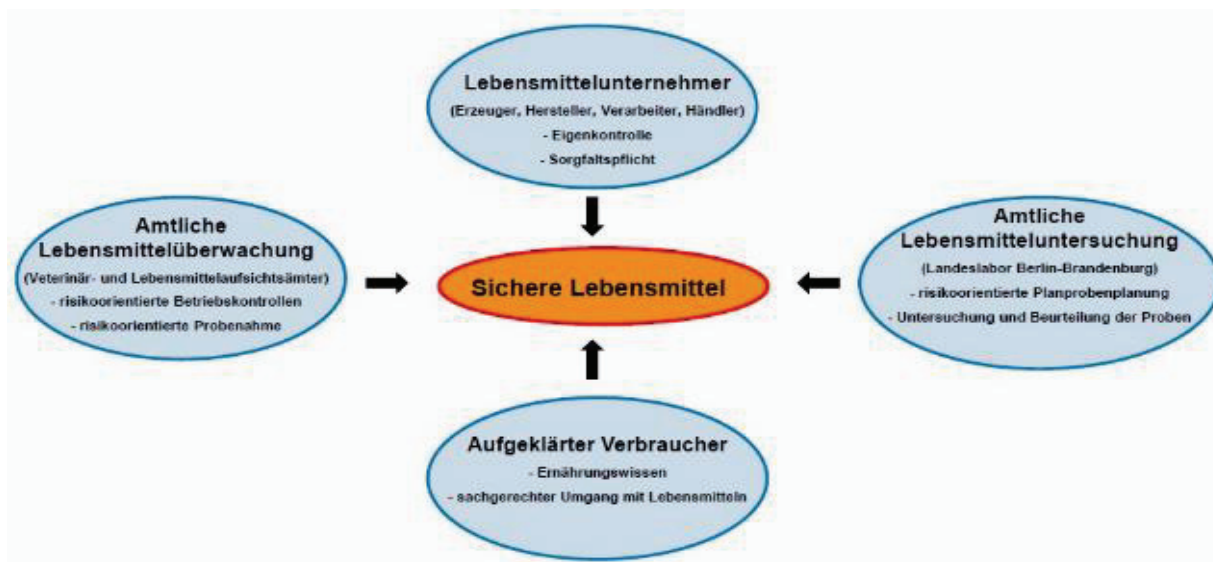 Lebensmittelunternehmer
(Erzeuger, Hersteller, Verarbeiter, Händler)
- Eigenkontrolle
- Sorgfaltspflicht
Amtliche
Lebensmittelüberwachung
(Veterinär- und Lebensmittelaufsichtsämter)
- risikoorientierte Betriebskontrollen
- risikoorientierte Probenahme
Sichere Lebensmittel
Amtliche
Lebensmitteluntersuchung
(Landeslabor Berlin-Brandenburg)
- risikoorientierte Planprobenplanung
- Untersuchung und Beurteilung der Proben
Aufgeklärter Verbraucher
- Ernährungswissen
- sachgerechter Umgang mit Lebensmitteln